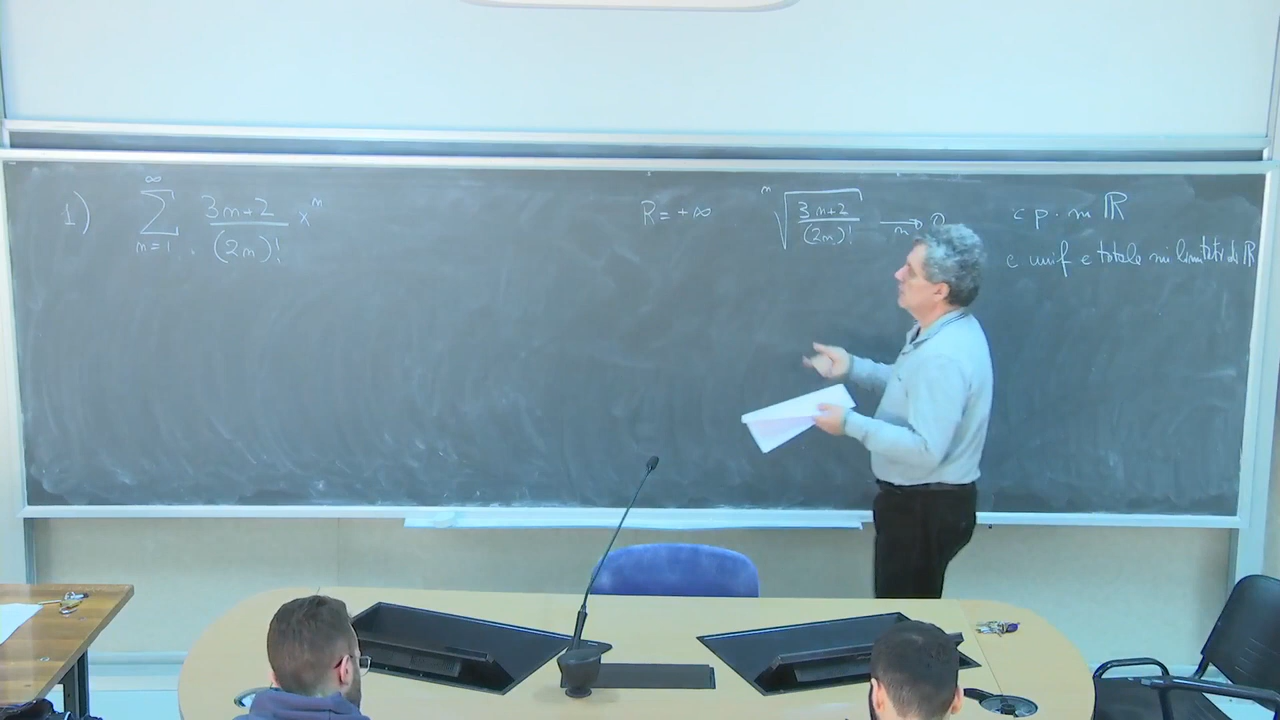 1) ∞ ∑ n=1 3n+2 / (2n)! x^n
R = +∞
n√ 3n+2 / (2n)! → n 0
c p. in ℝ
c unif e totale nei limitati di ℝ